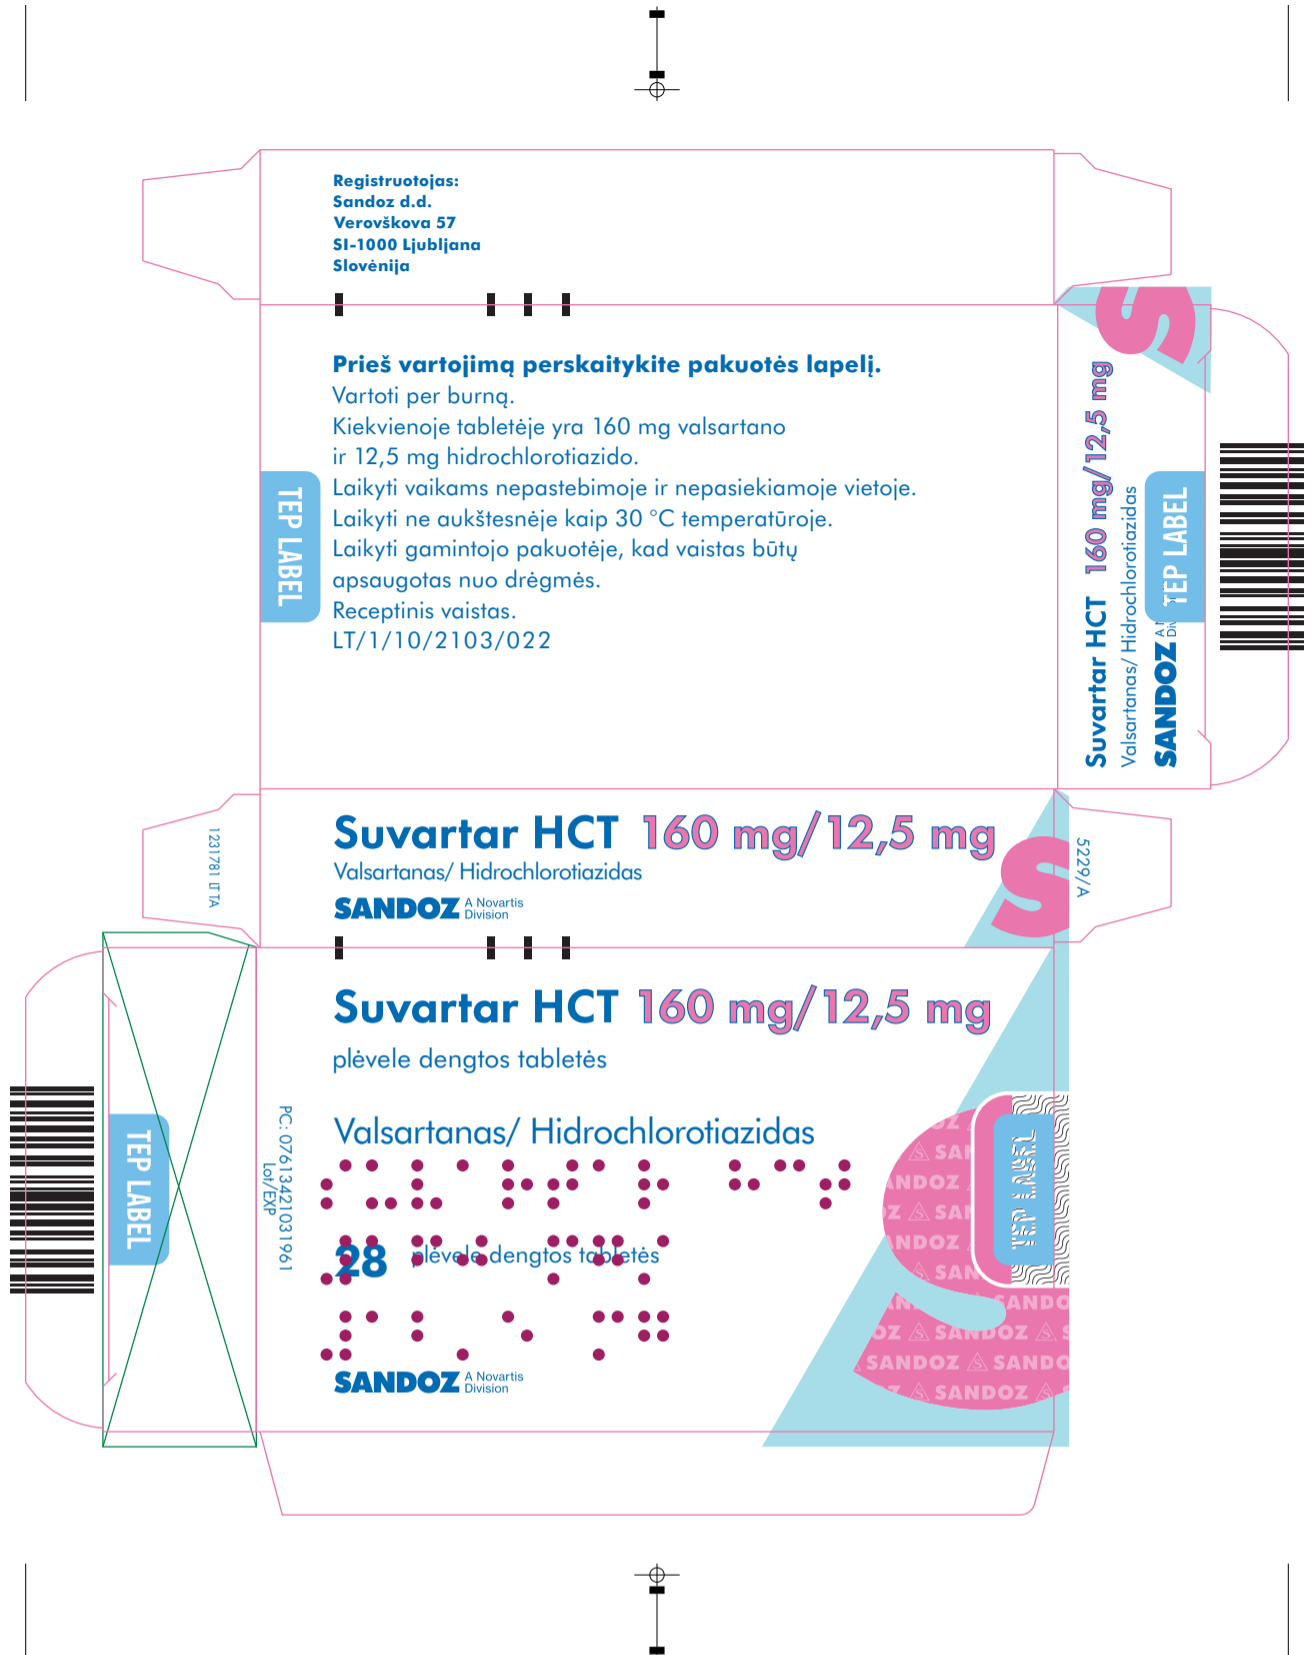 Registruotojas:
Sandoz d.d.
Verovškova 57
SI-1000 Ljubljana
Slovėnija
Prieš vartojimą perskaitykite pakuotės lapelį.
Vartoti per burną.
Kiekvienoje tabletėje yra 160 mg valsartano
ir 12,5 mg hidrochlorotiazido.
Laikyti vaikams nepastebimoje ir nepasiekiamoje vietoje.
Laikyti ne aukštesnėje kaip 30 °C temperatūroje.
Laikyti gamintojo pakuotėje, kad vaistas būtų
apsaugotas nuo drėgmės.
Receptinis vaistas.
LT/1/10/2103/022
TEP LABEL
Suvartar HCT 160 mg/12,5 mg
Valsartanas/ Hidrochlorotiazidas
SANDOZ
TEP LABEL
Suvartar HCT 160 mg/12,5 mg
Valsartanas/ Hidrochlorotiazidas
SANDOZ A Novartis
Division
1231781 LT TA
5229/A
Suvartar HCT 160 mg/12,5 mg
plėvele dengtos tabletės
Valsartanas/ Hidrochlorotiazidas
28 plėvele dengtos tabletės
SANDOZ A Novartis
Division
PC: 07613421031961
Lot/EXP
TEP LABEL
TEP LABEL
SANDOZ
SANDOZ
SANDOZ
SANDOZ